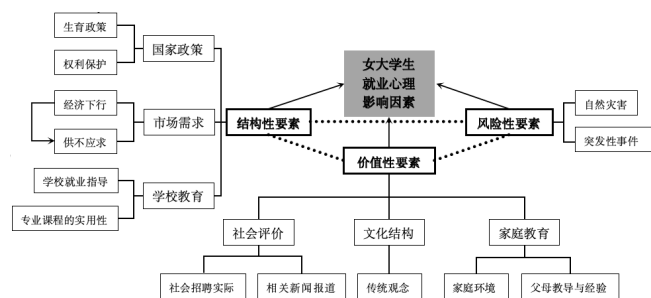 生育政策
权利保护
国家政策
经济下行
供不应求
市场需求
学校就业指导
专业课程的实用性
学校教育
结构性要素
女大学生
就业心理
影响因素
风险性要素
自然灾害
突发性事件
价值性要素
社会评价
文化结构
家庭教育
社会招聘实际
相关新闻报道
传统观念
家庭环境
父母教导与经验